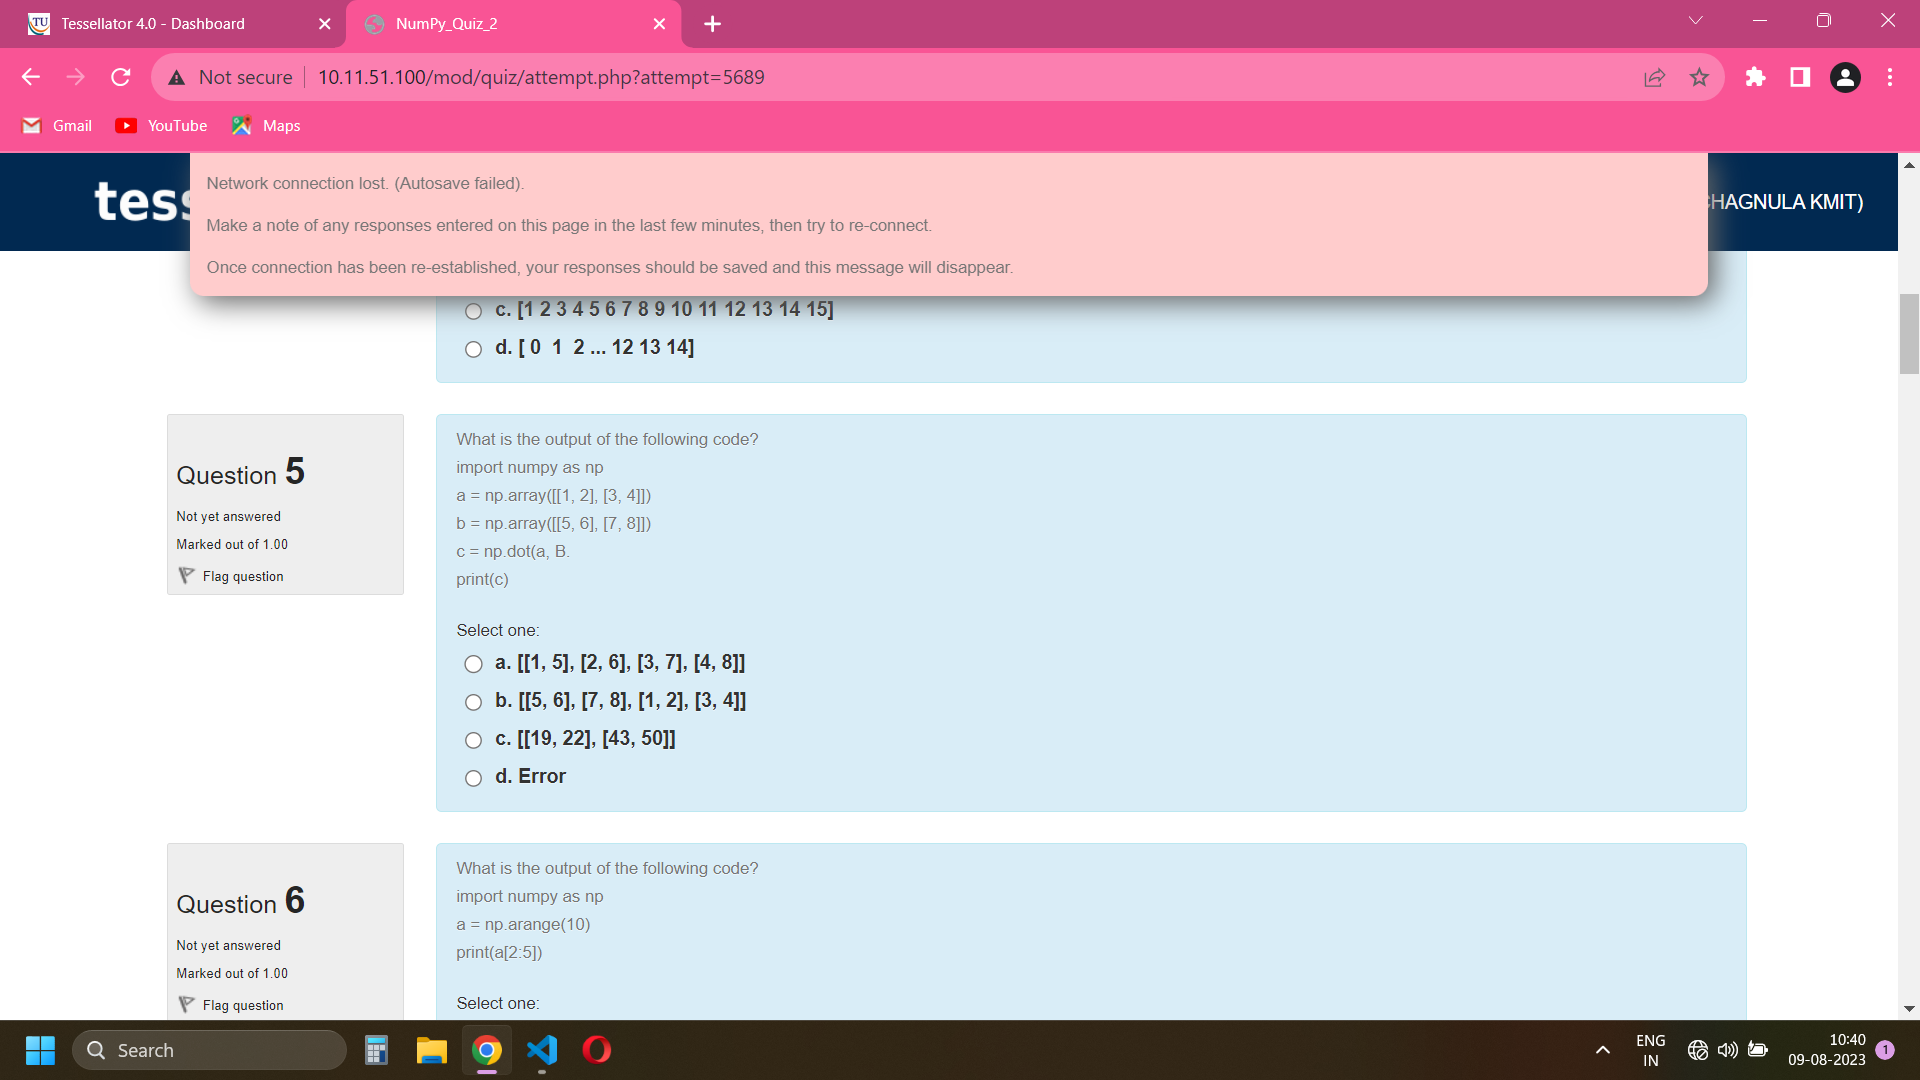 Tessellator 4.0 - Dashboard
NumPy_Quiz_2
Not secure
10.11.51.100/mod/quiz/attempt.php?attempt=5689
Gmail
YouTube
Maps
tess
Network connection lost. (Autosave failed).
Make a note of any responses entered on this page in the last few minutes, then try to re-connect.
Once connection has been re-established, your responses should be saved and this message will disappear.
HAGNULA KMIT)
c. [1 2 3 4 5 6 7 8 9 10 11 12 13 14 15]
d. [ 0 1 2 ... 12 13 14]
Question 5
Not yet answered
Marked out of 1.00
Flag question
What is the output of the following code?
import numpy as np
a = np.array([[1, 2], [3, 4]])
b = np.array([[5, 6], [7, 8]])
c = np.dot(a, B.
print(c)
Select one:
a. [[1, 5], [2, 6], [3, 7], [4, 8]]
b. [[5, 6], [7, 8], [1, 2], [3, 4]]
c. [[19, 22], [43, 50]]
d. Error
Question 6
Not yet answered
Marked out of 1.00
Flag question
What is the output of the following code?
import numpy as np
a = np.arange(10)
print(a[2:5])
Select one:
Search
ENG
IN
10:40
09-08-2023
1